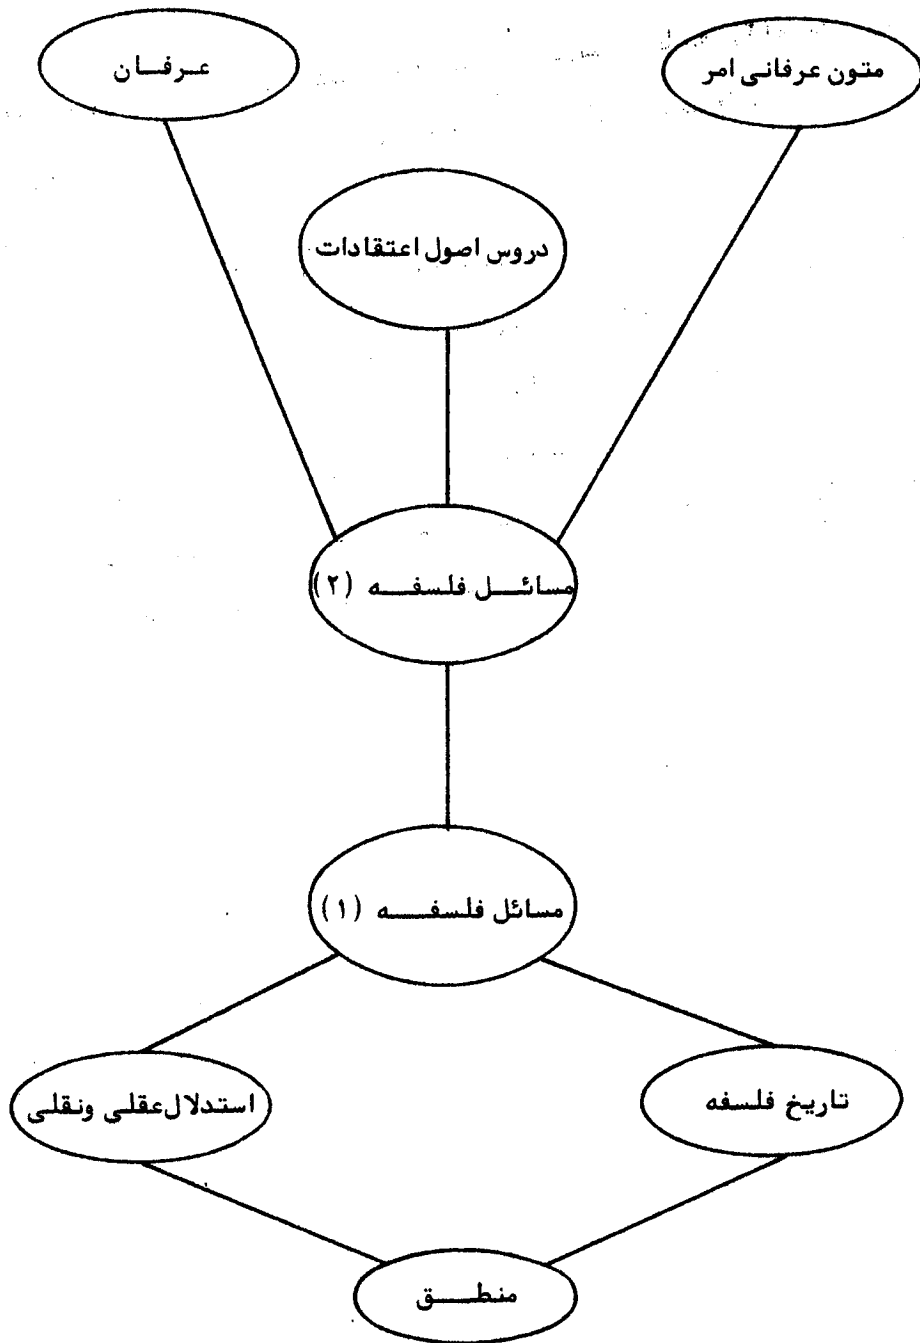 متون عرفانی امر
عرفان
دروس اصول اعتقادات
مسائل فلسفه (۲)
مسائل فلسفه (۱)
تاریخ فلسفه
استدلال عقلی ونقلی
منطق